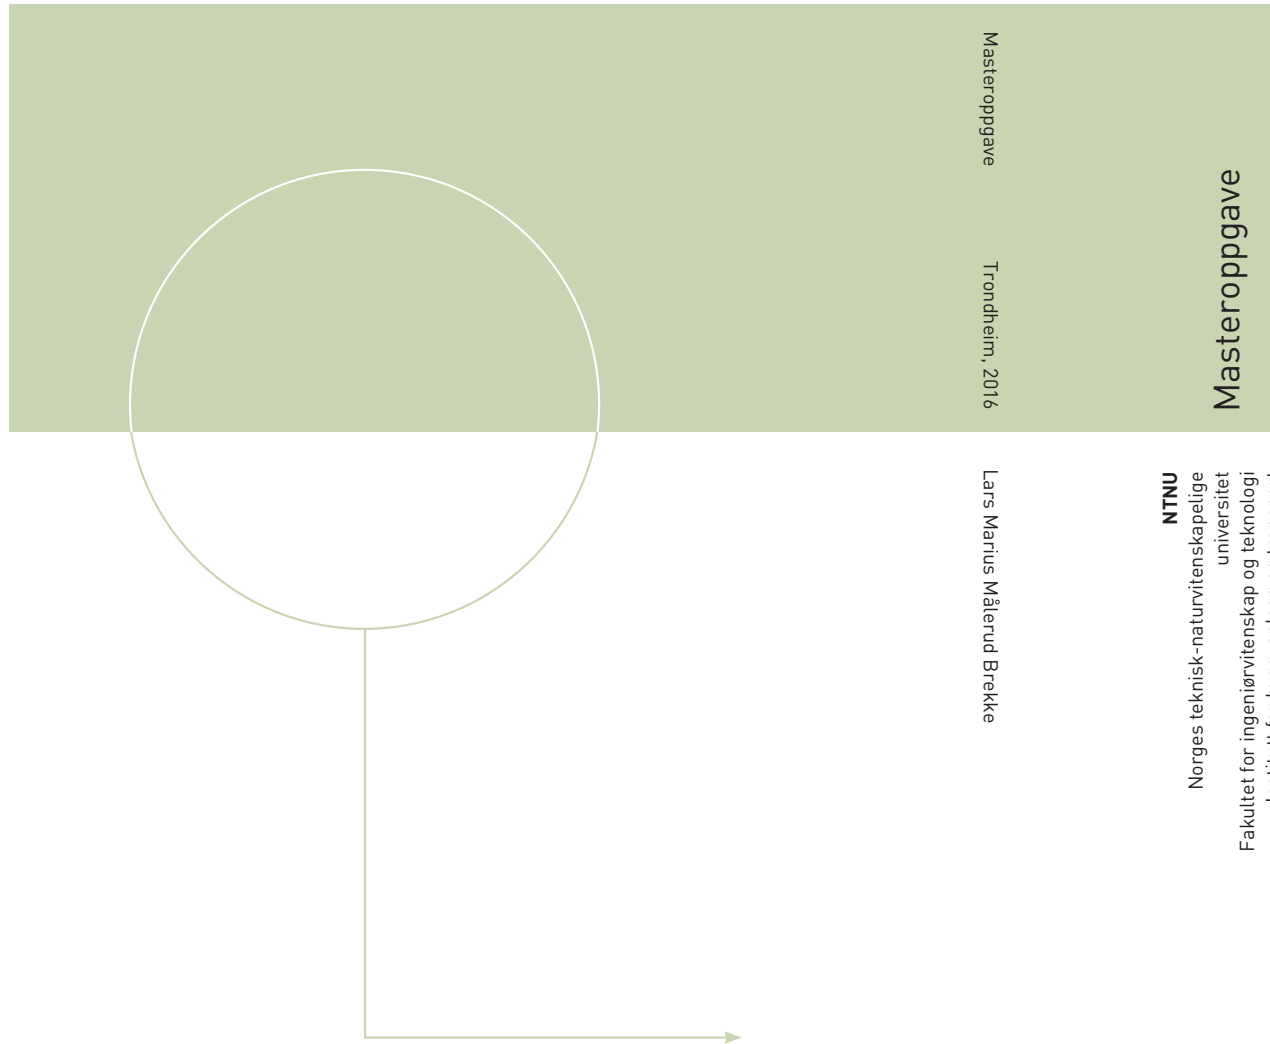 Masteroppgave
Trondheim, 2016
Lars Marius Målerud Brekke
Masteroppgave
NTNU
Norges teknisk-naturvitenskapelige
universitet
Fakultet for ingeniørvitenskap og teknologi